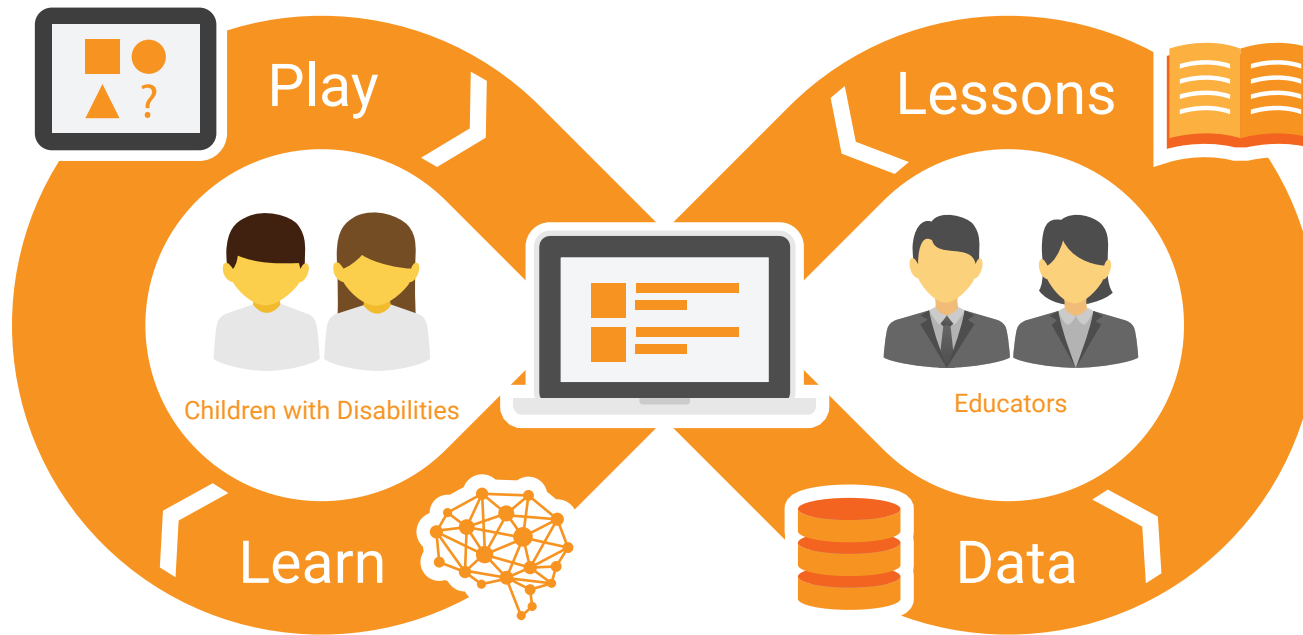 Play
Lessons
?
Children with Disabilities
Educators
Learn
Data